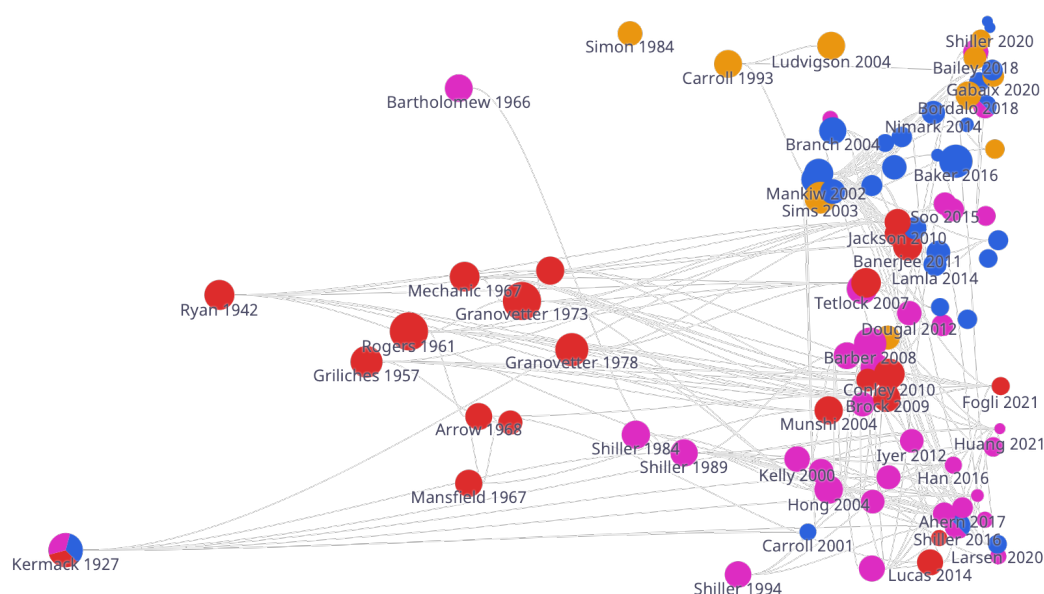 Shiller 2020
Simon 1984
Ludvigson 2004
Bailey 2018
Carroll 1993
Gabaix 2020
Bartholomew 1966
Bordalo 2018
Nimark 2014
Branch 2004
Baker 2016
Mankiw 2002
Sims 2003
Soo 2015
Jackson 2010
Banerjee 2011
Lamla 2014
Mechanic 1967
Tetlock 2007
Ryan 1942
Granovetter 1973
Dougal 2012
Rogers 1961
Barber 2008
Granovetter 1978
Griliches 1957
Conley 2010
Fogli 2021
Brock 2009
Munshi 2004
Arrow 1968
Huang 2021
Shiller 1984
Iyer 2012
Shiller 1989
Kelly 2000
Han 2016
Mansfield 1967
Hong 2004
Ahern 2017
Shiller 2016
Carroll 2001
Larsen 2020
Kermack 1927
Lucas 2014
Shiller 1994